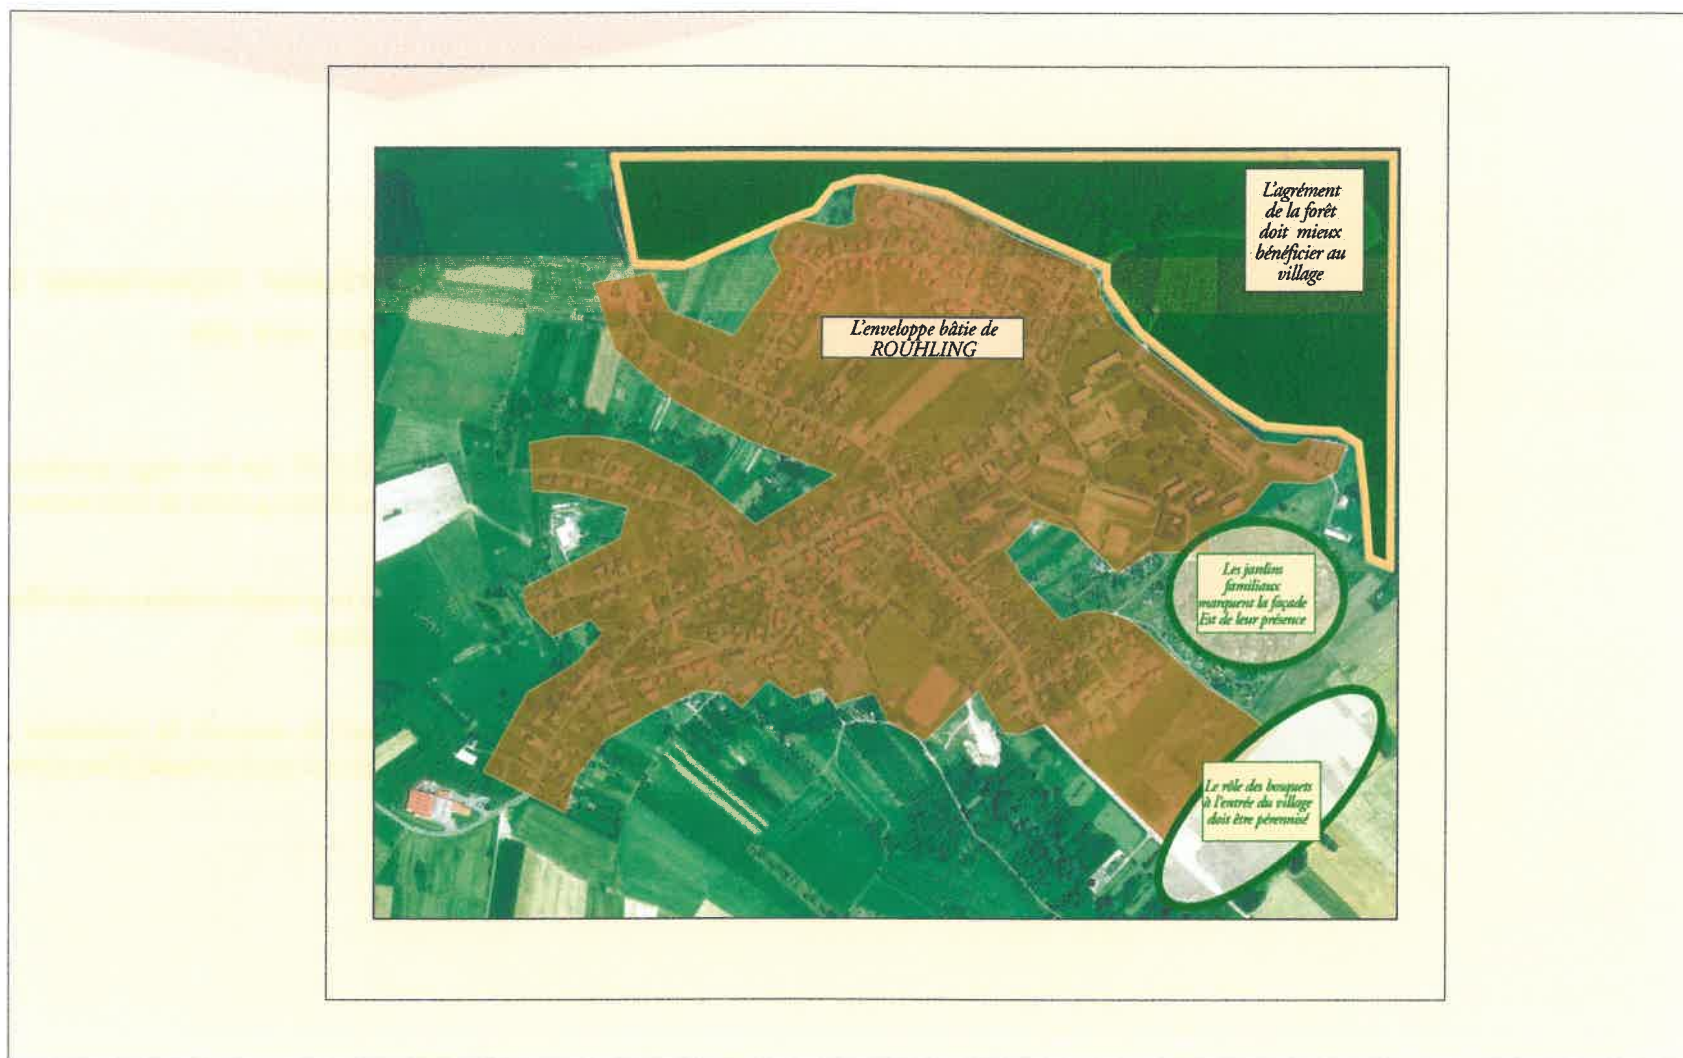 L'agrément
de la forêt
doit mieux
bénéficier au
village
L'enveloppe bâtie de
ROUHLING
Les jardins
familiaux
marquent la façade
Est de leur présence
Le rôle des bosquets
à l'entrée du village
doit être pérennisé